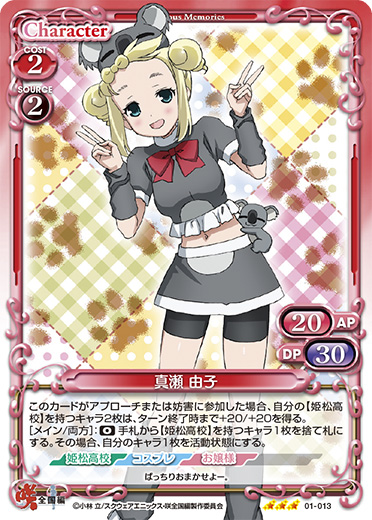 Character
ous Memories
COST
2
SOURCE
2
20 AP
DP 30
真瀬 由子
このカードがアプローチまたは妨害に参加した場合、自分の【姫松高
校】を持つキャラ2枚は、ターン終了時まで+20/+20を得る。
[メイン/両方]: 手札から【姫松高校】を持つキャラ1枚を捨て札に
する。その場合、自分のキャラ1枚を活動状態にする。
姫松高校 コスプレ お嬢様
ばっちりおまかせよー。
咲 全国編
©小林 立/スクウェアエニックス・咲全国編製作委員会
01-013